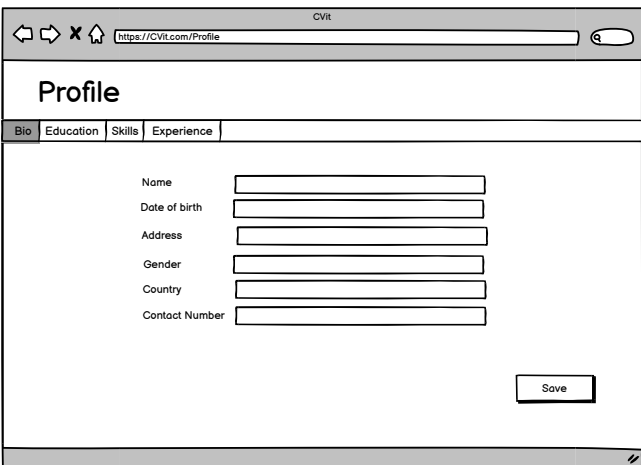 CVit
https://CVit.com/Profile
Profile
Bio Education Skills Experience
Name
Date of birth
Address
Gender
Country
Contact Number
Save